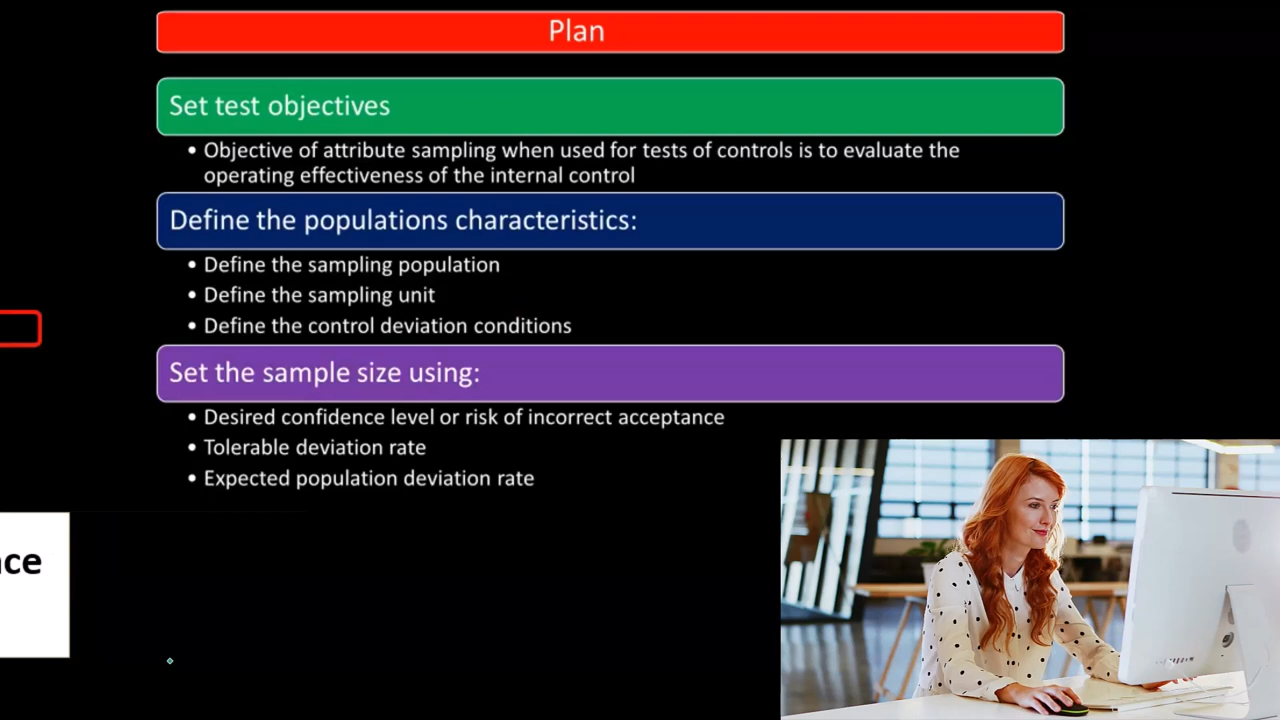 Plan
Set test objectives
• Objective of attribute sampling when used for tests of controls is to evaluate the
operating effectiveness of the internal control
Define the populations characteristics:
• Define the sampling population
• Define the sampling unit
• Define the control deviation conditions
Set the sample size using:
• Desired confidence level or risk of incorrect acceptance
• Tolerable deviation rate
• Expected population deviation rate